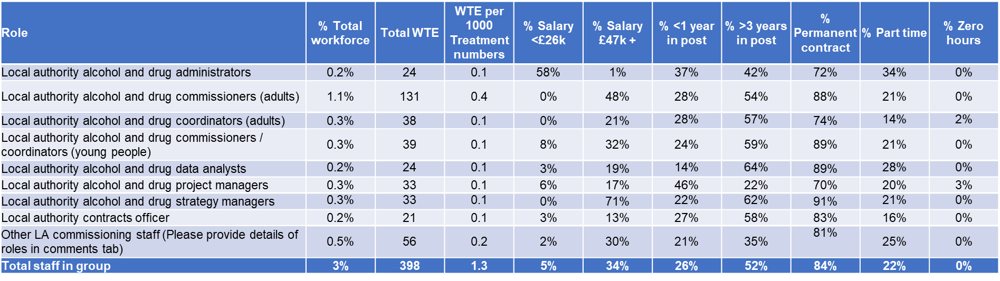 Role % Total workforce Total WTE WTE per 1000 Treatment numbers % Salary <£26k % Salary £47k + % <1 year in post % >3 years in post % Permanent contract % Part time % Zero hours
Local authority alcohol and drug administrators 0.2% 24 0.1 58% 1% 37% 42% 72% 34% 0%
Local authority alcohol and drug commissioners (adults) 1.1% 131 0.4 0% 48% 28% 54% 88% 21% 0%
Local authority alcohol and drug coordinators (adults) 0.3% 38 0.1 0% 21% 28% 57% 74% 14% 2%
Local authority alcohol and drug commissioners /
coordinators (young people) 0.3% 39 0.1 8% 32% 24% 59% 89% 21% 0%
Local authority alcohol and drug data analysts 0.2% 24 0.1 3% 19% 14% 64% 89% 28% 0%
Local authority alcohol and drug project managers 0.3% 33 0.1 6% 17% 46% 22% 70% 20% 3%
Local authority alcohol and drug strategy managers 0.3% 33 0.1 0% 71% 22% 62% 91% 21% 0%
Local authority contracts officer 0.2% 21 0.1 3% 13% 27% 58% 83% 16% 0%
Other LA commissioning staff (Please provide details of
roles in comments tab) 0.5% 56 0.2 2% 30% 21% 35% 81% 25% 0%
Total staff in group 3% 398 1.3 5% 34% 26% 52% 84% 22% 0%